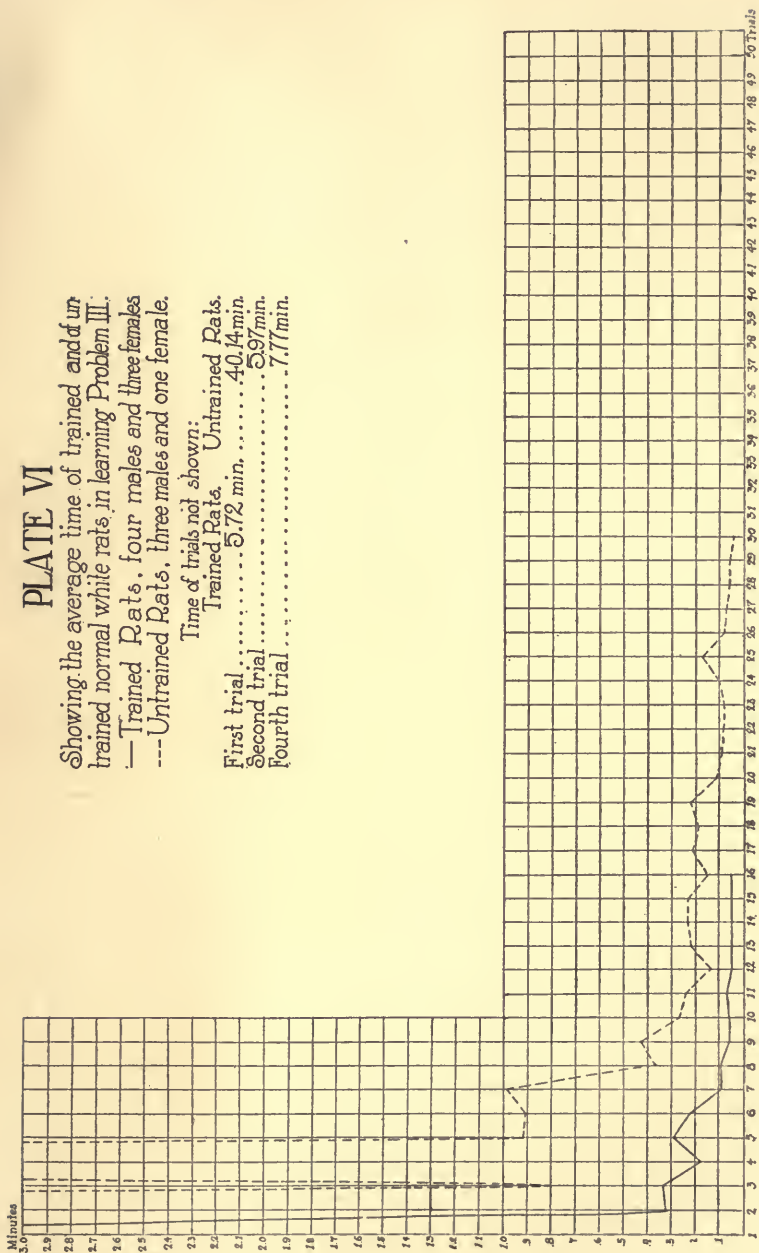 PLATE VI
Showing the average time of trained and of un
trained normal white rats, in learning Problem III.
— Trained Rats, four males and three females
--- Untrained Rats, three males and one female.
Time of trials not shown:
Trained Rats. Untrained Rats.
First trial..........5.72 min.........40.14 min.
Second trial..............................5.97 min.
Fourth trial..............................7.77 min.
Minutes
3.0
2.9
2.8
2.7
2.6
2.5
2.4
2.3
2.2
2.1
2.0
1.9
1.8
1.7
1.6
1.5
1.4
1.3
1.2
1.1
1.0
.9
.8
.7
.6
.5
.4
.3
.2
.1
1 2 3 4 5 6 7 8 9 10 11 12 13 14 15 16 17 18 19 20 21 22 23 24 25 26 27 28 29 30 31 32 33 34 35 36 37 38 39 40 41 42 43 44 45 46 47 48 49 50 Trials